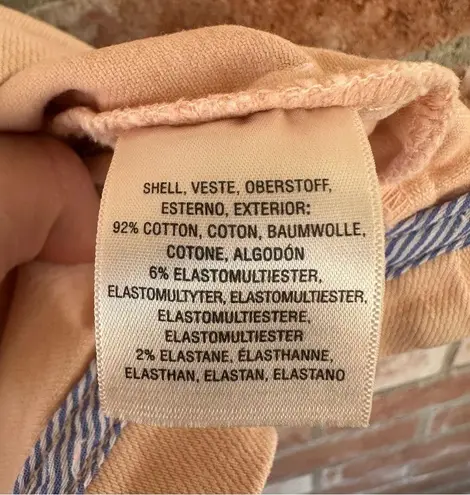 SHELL, VESTE, OBERSTOFF,
ESTERNO, EXTERIOR:
92% COTTON, COTON, BAUMWOLLE,
COTONE, ALGODÓN
6% ELASTOMULTIESTER,
ELASTOMULTYTER, ELASTOMULTIESTER,
ELASTOMULTIESTERE,
ELASTOMULTIESTER
2% ELASTANE, ÉLASTHANNE,
ELASTHAN, ELASTAN, ELASTANO